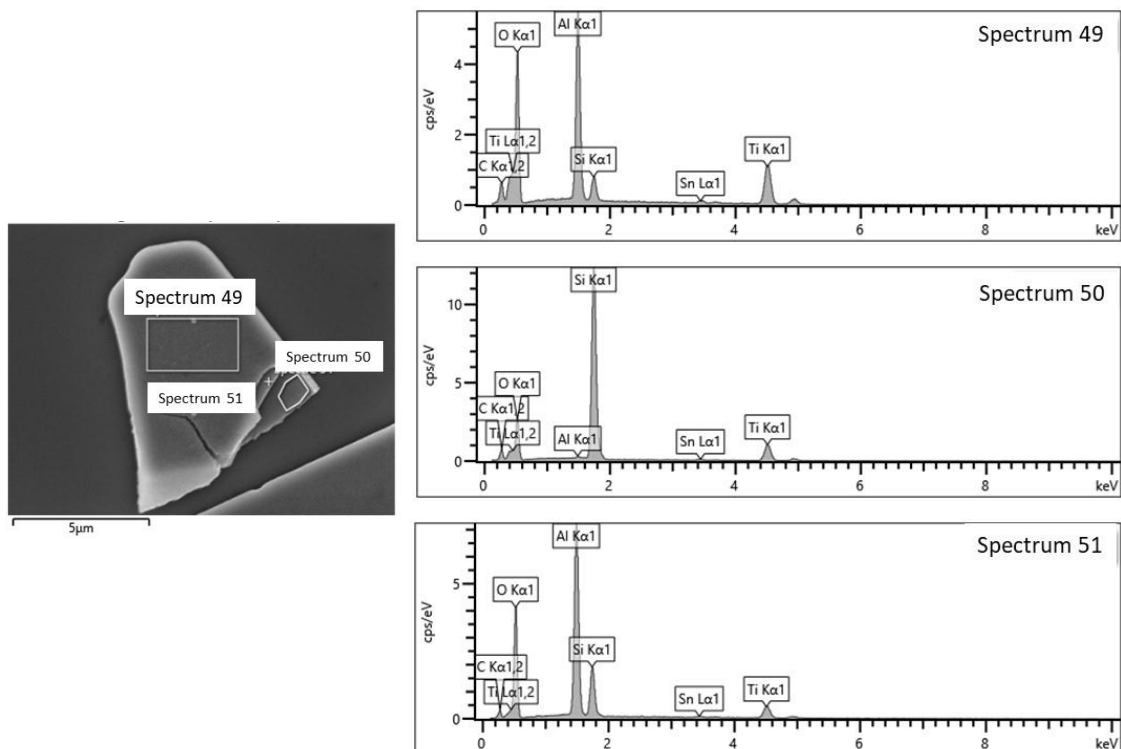 Spectrum 49
Spectrum 50
Spectrum 51
5µm
Spectrum 49
Al Kα1
O Kα1
Ti Lα1,2
C Kα1,2
Si Kα1
Sn Lα1
Ti Kα1
cps/eV
4
2
0
0
2
4
6
8
keV
Spectrum 50
Si Kα1
O Kα1
C Kα1,2
Ti Lα1,2
Al Kα1
Sn Lα1
Ti Kα1
cps/eV
10
5
0
0
2
4
6
8
keV
Spectrum 51
Al Kα1
O Kα1
Si Kα1
C Kα1,2
Ti Lα1,2
Sn Lα1
Ti Kα1
cps/eV
5
0
0
2
4
6
8
keV